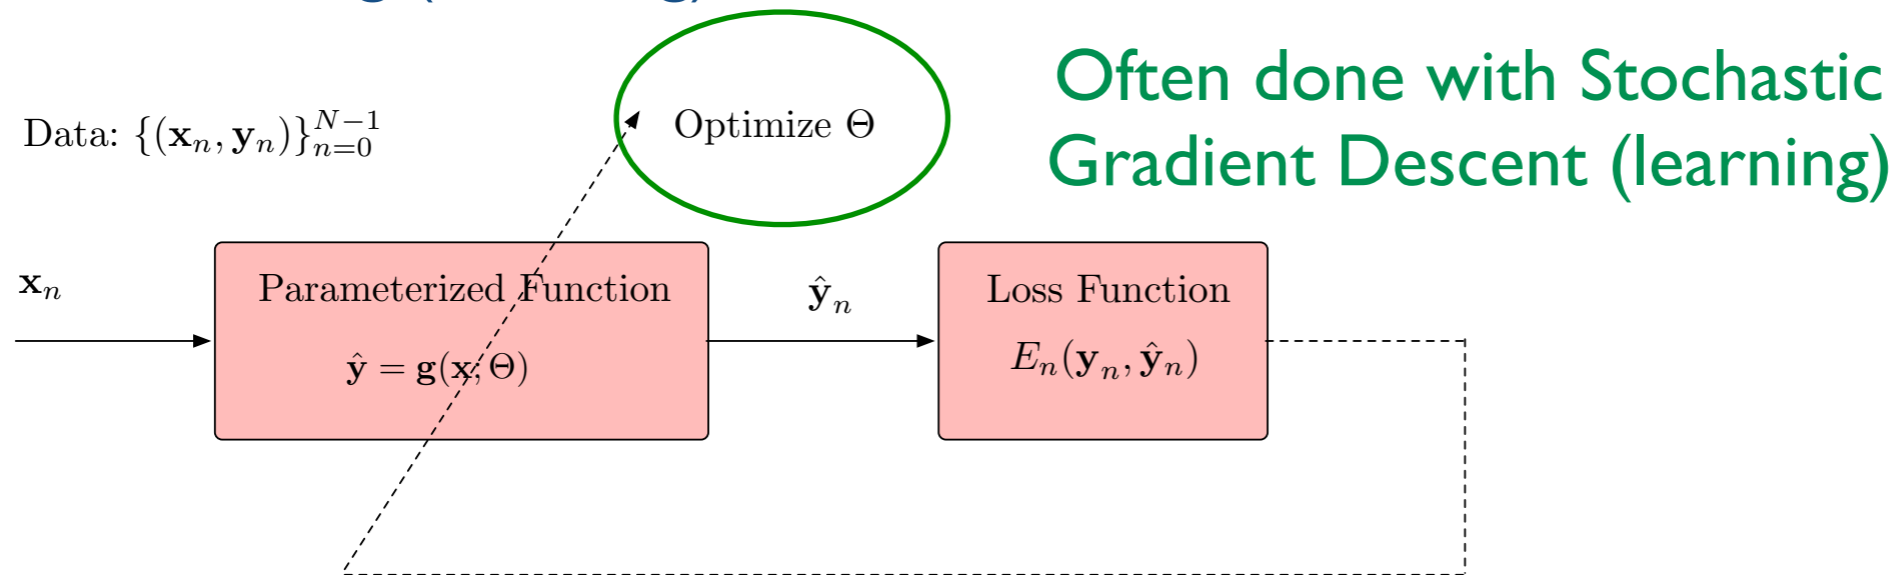 Often done with Stochastic
Gradient Descent (learning)
Optimize Θ
Data: {(𝐱ₙ, 𝐲ₙ)}_{n=0}^{N−1}
𝐱ₙ
Parameterized Function
ŷ = 𝐠(𝐱; Θ)
ŷₙ
Loss Function
Eₙ(𝐲ₙ, ŷₙ)